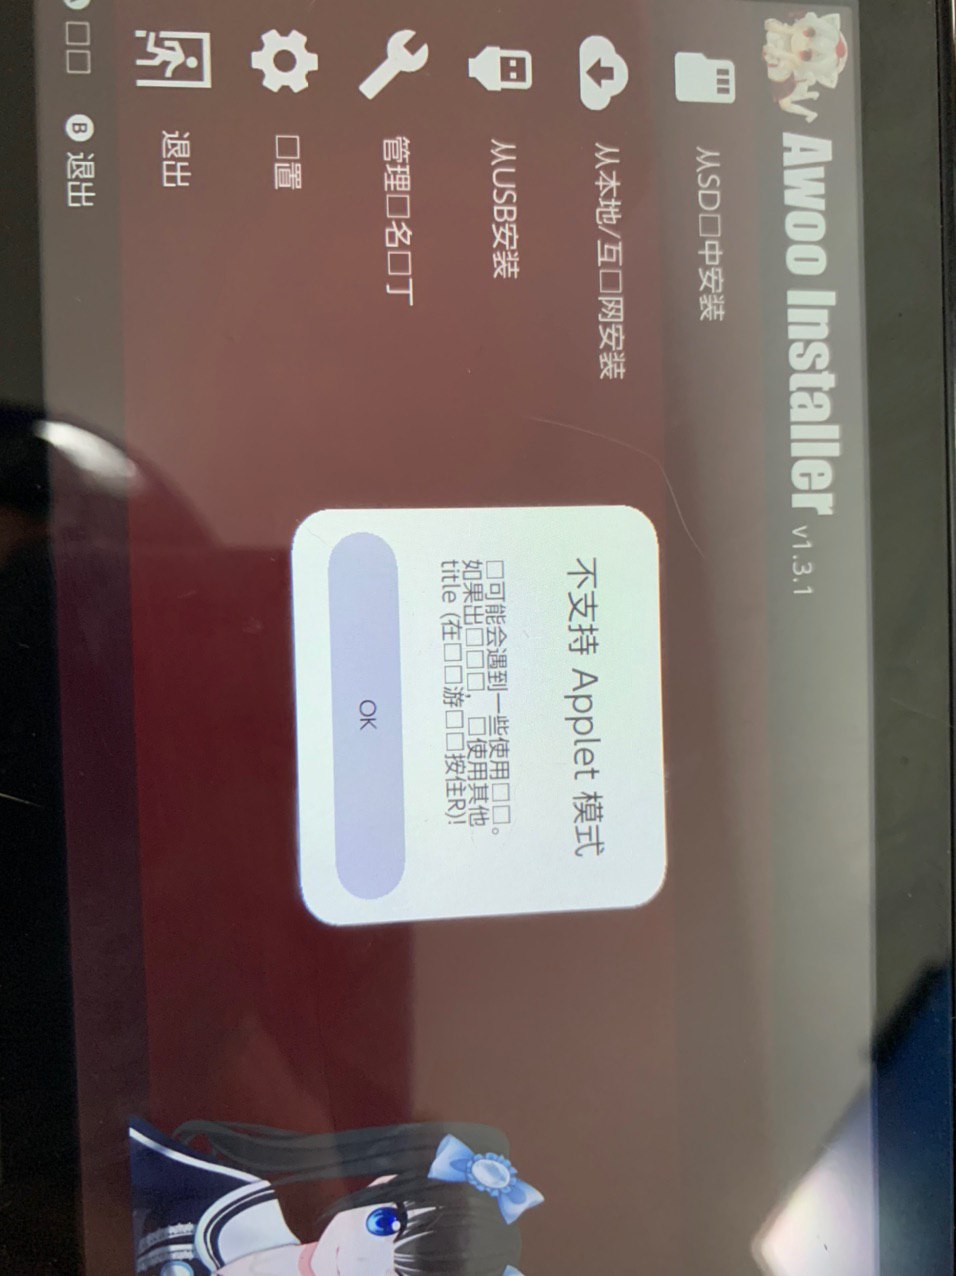 Awoo Installer v1.3.1
从SD□中安装
从本地/互□网安装
从USB安装
管理□名□丁
□置
退出
不支持 Applet 模式
□可能会遇到一些使用□□。
如果出□□□, □使用其他
title (在□□游□□按住R)!
OK
□□ B 退出